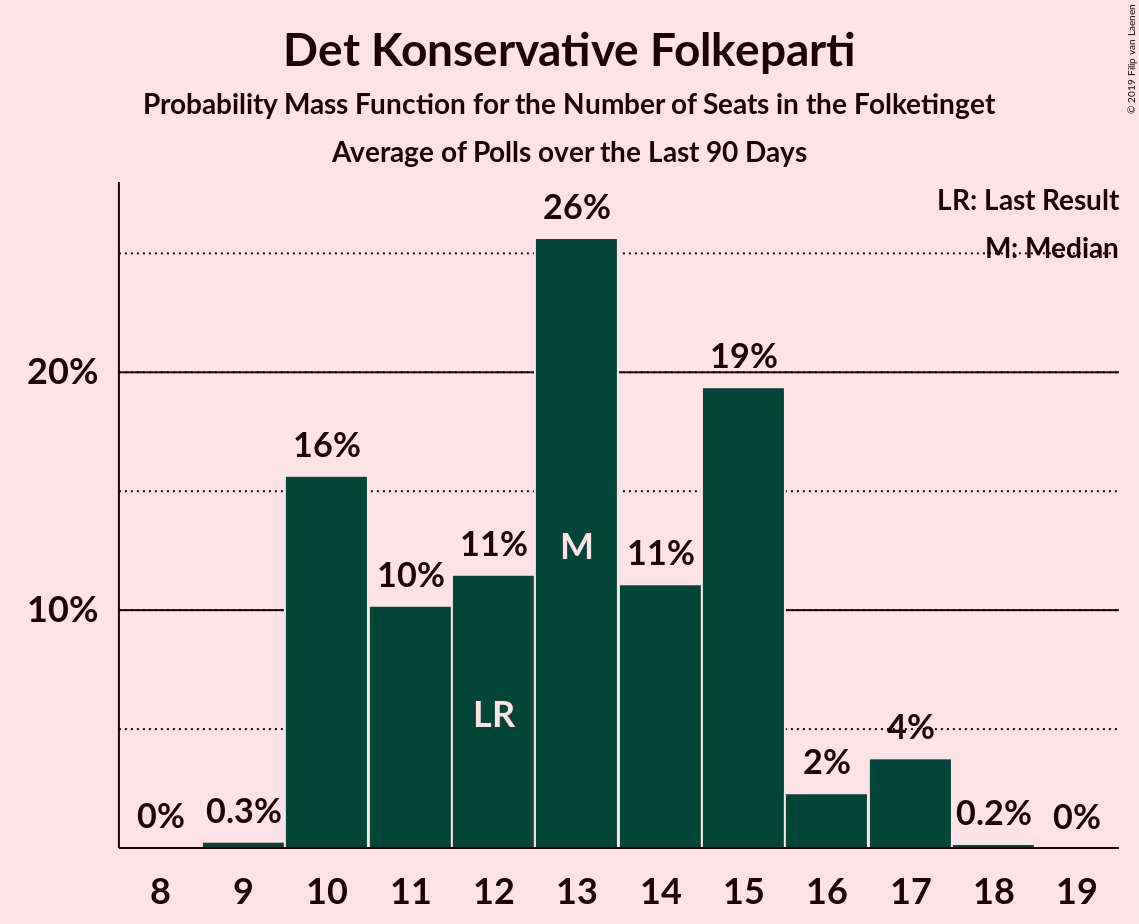 Det Konservative Folkeparti
Probability Mass Function for the Number of Seats in the Folketinget
Average of Polls over the Last 90 Days
© 2019 Filip van Laenen
LR: Last Result
M: Median
26%
19%
20%
16%
11%
M
11%
10%
10%
LR
4%
2%
0%
0.3%
0.2%
0%
8 9 10 11 12 13 14 15 16 17 18 19